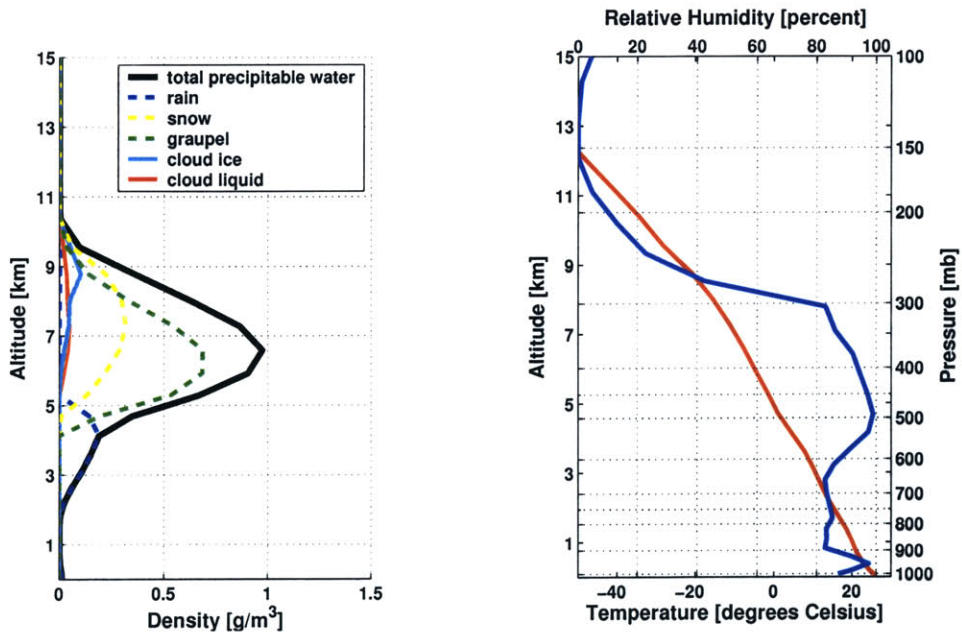 15
13
11
9
7
5
3
1
Altitude [km]
total precipitable water
rain
snow
graupel
cloud ice
cloud liquid
0 0.5 1 1.5
Density [g/m³]
Relative Humidity [percent]
0 20 40 60 80 100
15
13
11
9
7
5
3
1
Altitude [km]
100
150
200
300
400
500
600
700
800
900
1000
Pressure [mb]
-40 -20 0 20
Temperature [degrees Celsius]